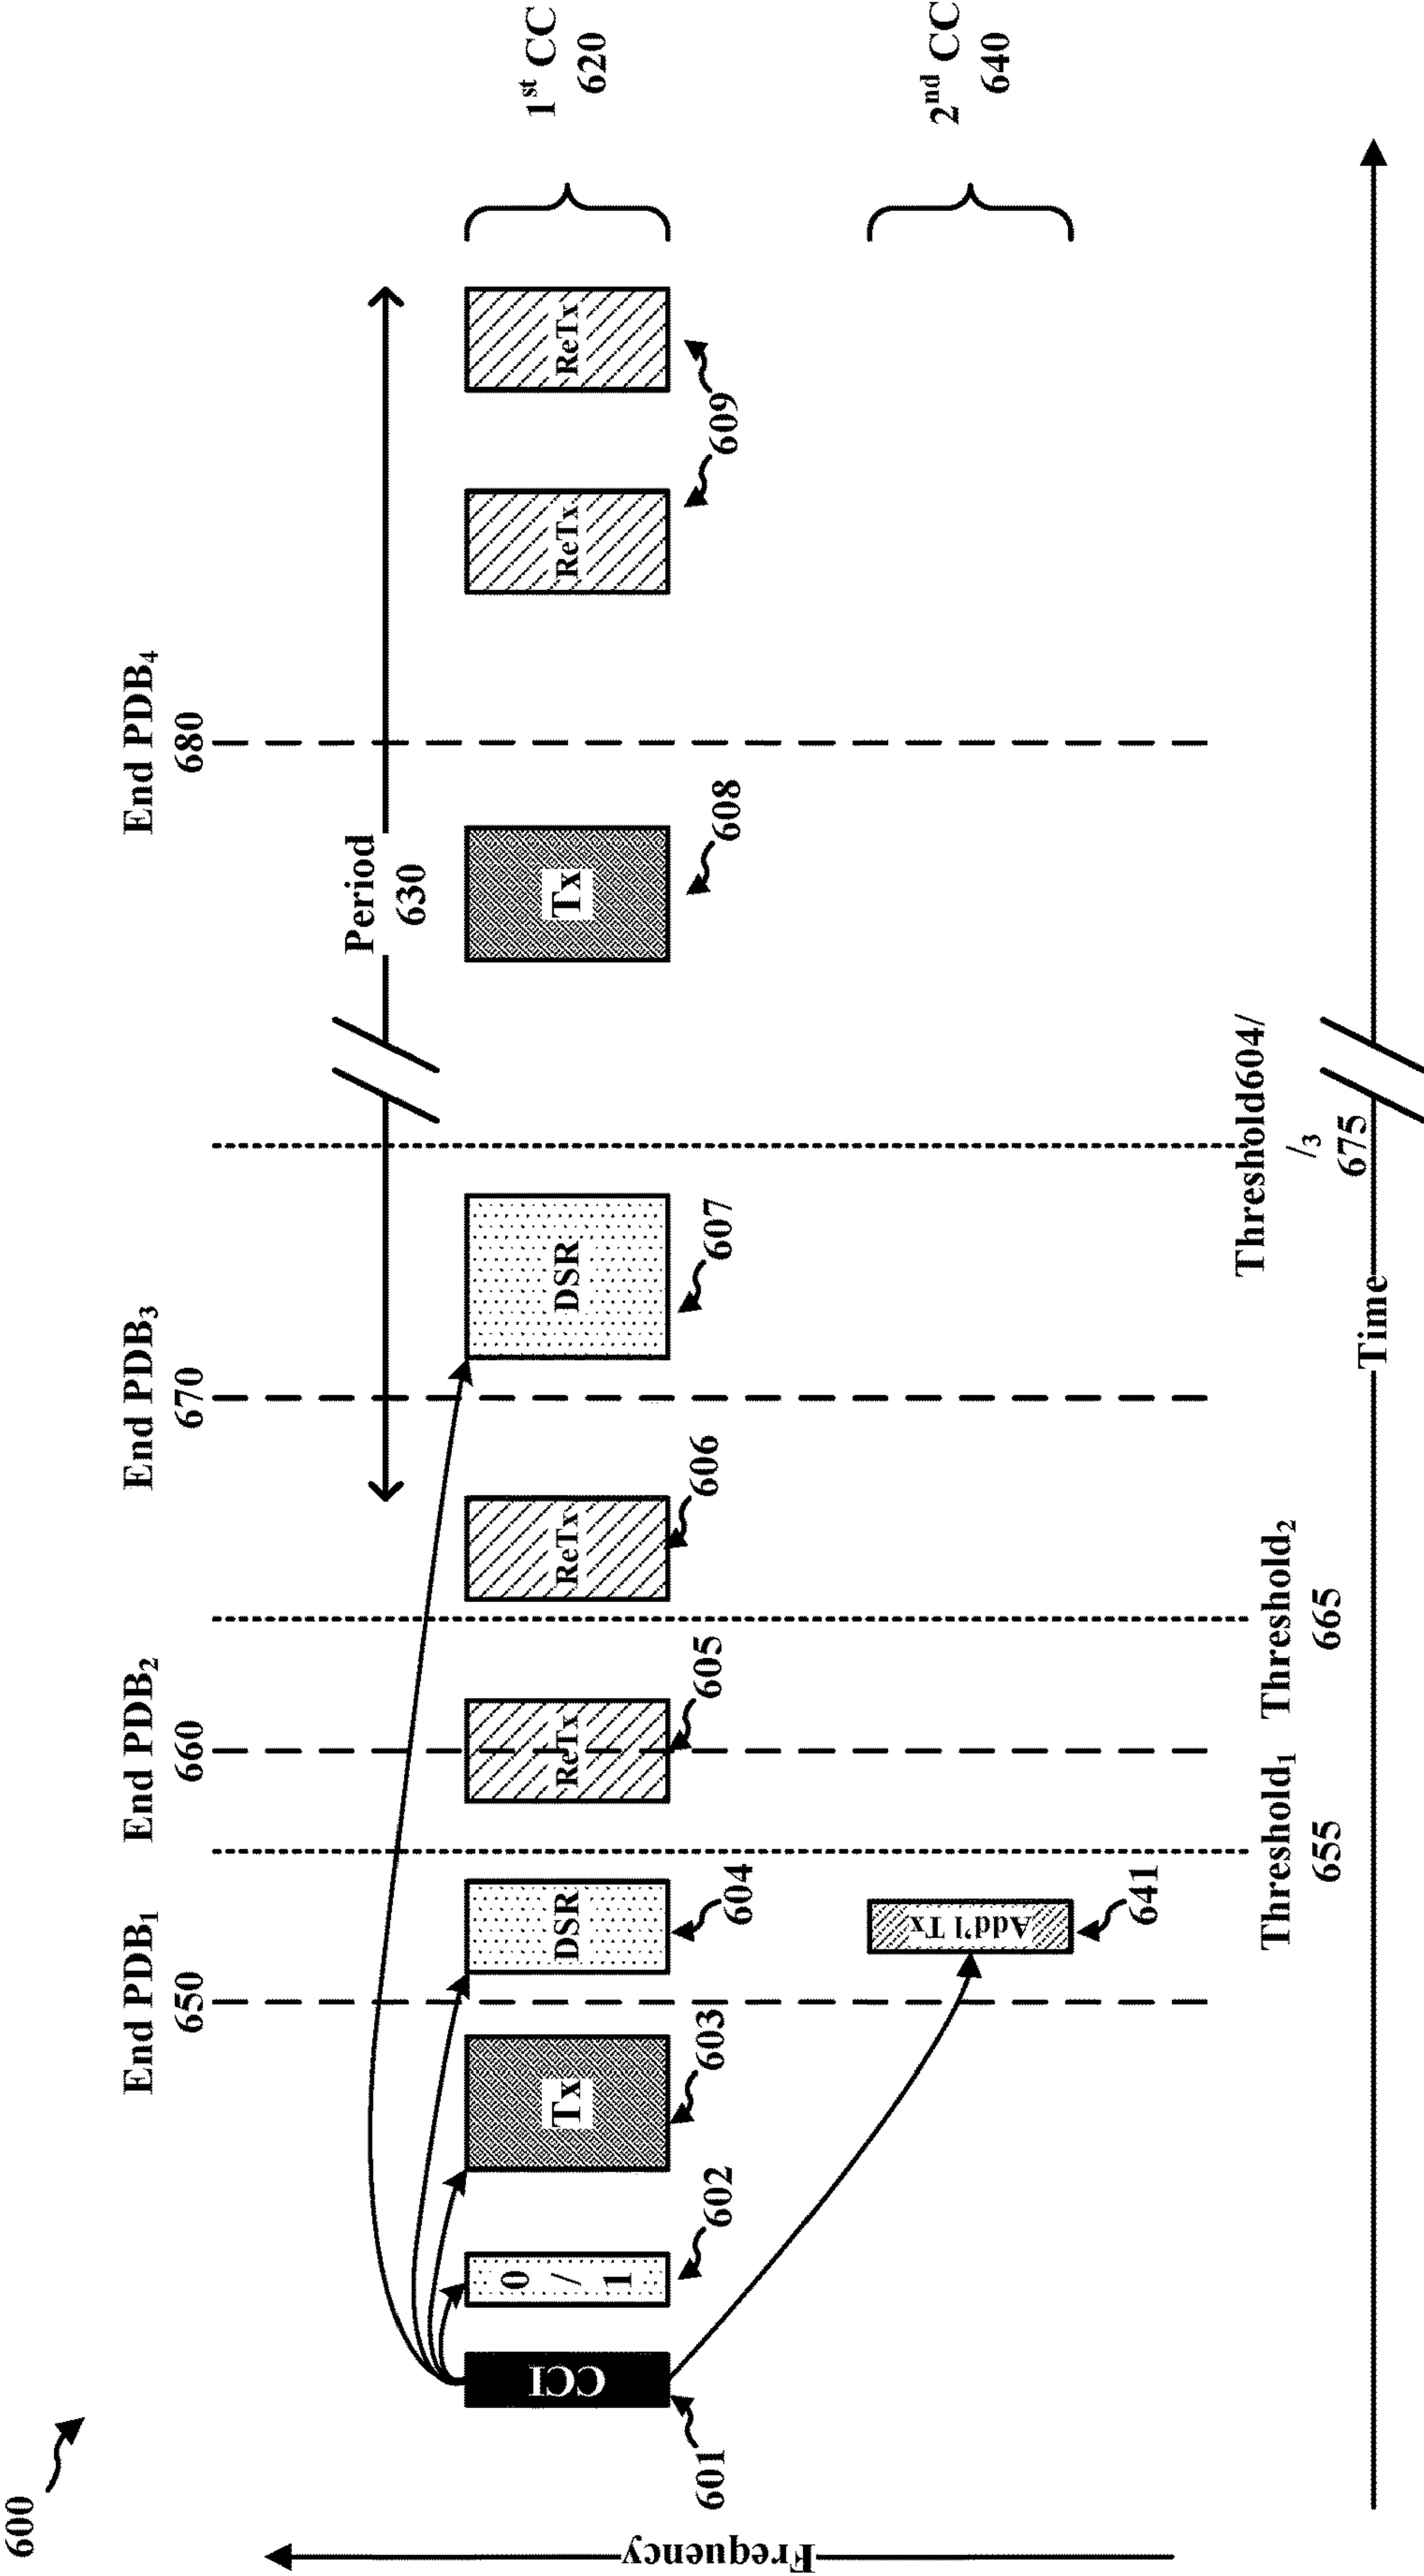 600
End PDB1
650
End PDB2
660
End PDB3
670
End PDB4
680
Period
630
CCI
601
0
/
1
602
Tx
603
DSR
604
ReTx
605
ReTx
606
DSR
607
Tx
608
ReTx
ReTx
609
1st CC
620
Add'l Tx
641
2nd CC
640
Threshold1
655
Threshold2
665
Threshold604/
/3
675
Frequency
Time